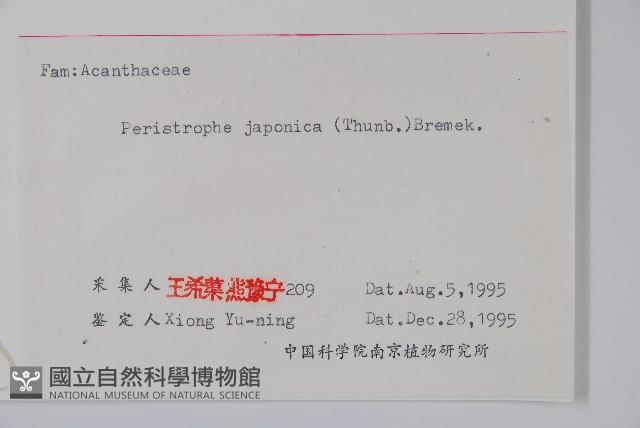 Fam:Acanthaceae
Peristrophe japonica (Thunb.)Bremek.
采集人 王希蕖 熊豫宁 209 Dat.Aug.5,1995
鉴定人 Xiong Yu-ning Dat.Dec.28,1995
中国科学院南京植物研究所
國立自然科學博物館
NATIONAL MUSEUM OF NATURAL SCIENCE